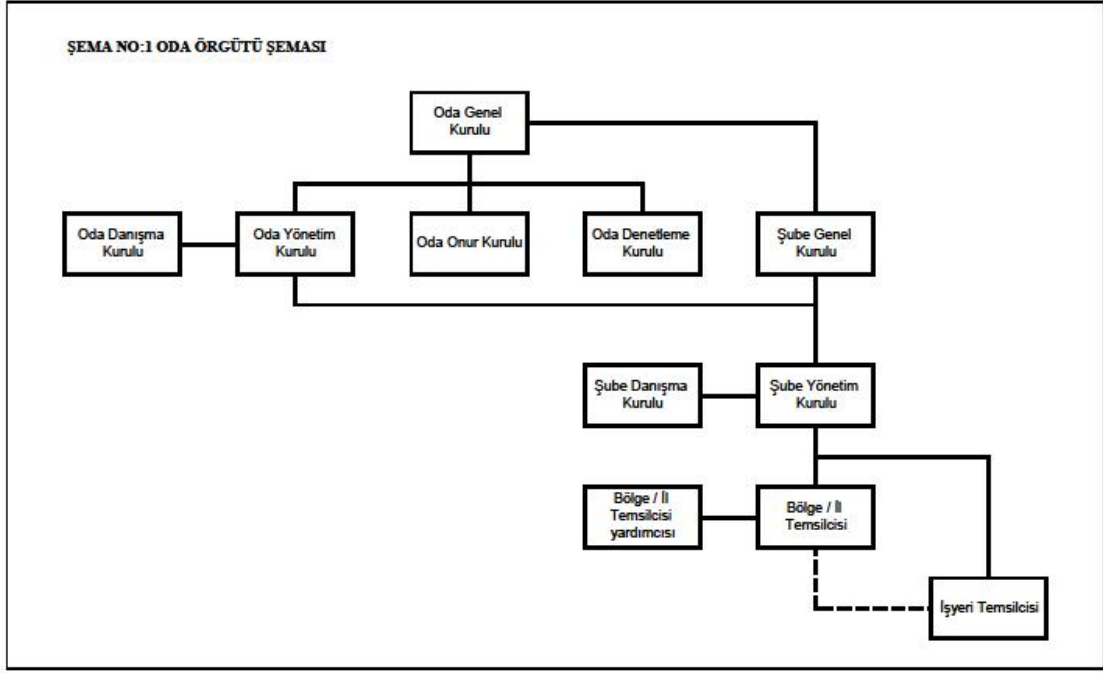 ŞEMA NO:1 ODA ÖRGÜTÜ ŞEMASI
Oda Genel
Kurulu
Oda Danışma
Kurulu
Oda Yönetim
Kurulu
Oda Onur Kurulu
Oda Denetleme
Kurulu
Şube Genel
Kurulu
Şube Danışma
Kurulu
Şube Yönetim
Kurulu
Bölge / İl
Temsilcisi
yardımcısı
Bölge / İl
Temsilcisi
İşyeri Temsilcisi